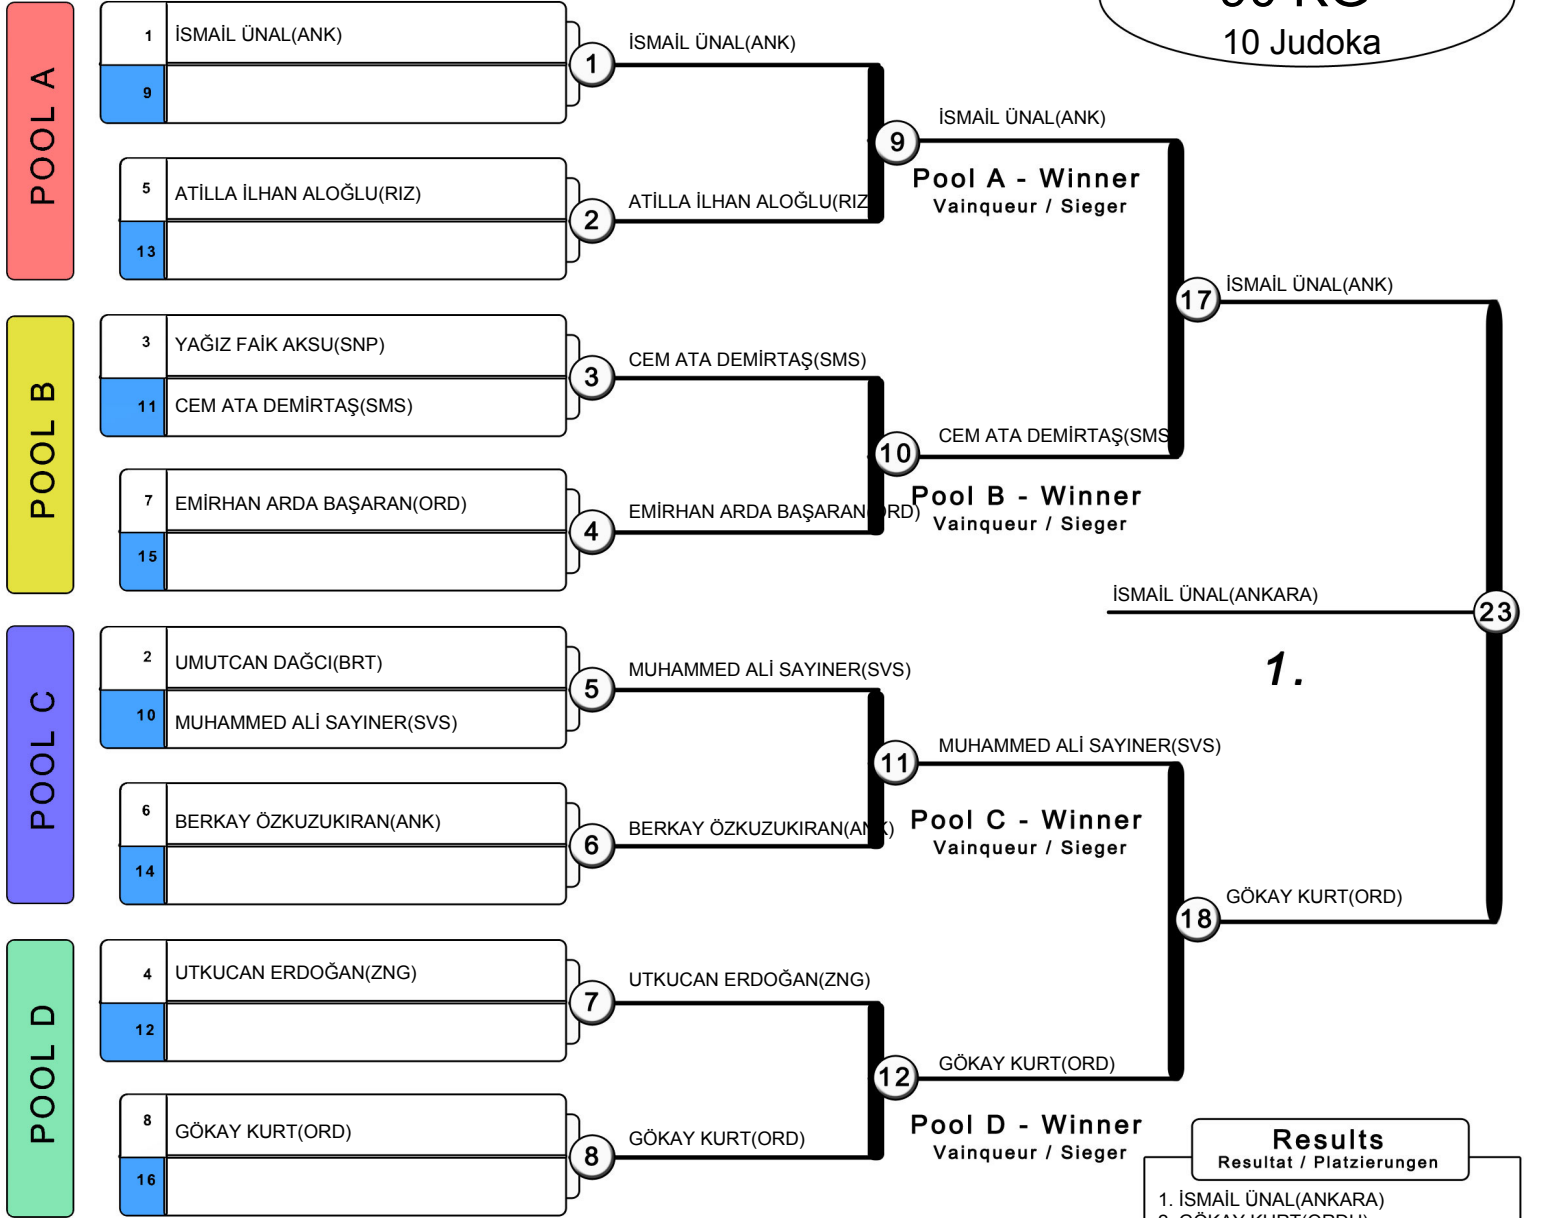 10 Judoka
POOL A
1 İSMAİL ÜNAL(ANK)
9
1
İSMAİL ÜNAL(ANK)
5 ATİLLA İLHAN ALOĞLU(RIZ)
13
2
ATİLLA İLHAN ALOĞLU(RIZ
9
İSMAİL ÜNAL(ANK)
Pool A - Winner
Vainqueur / Sieger
POOL B
3 YAĞIZ FAİK AKSU(SNP)
11 CEM ATA DEMİRTAŞ(SMS)
3
CEM ATA DEMİRTAŞ(SMS)
7 EMİRHAN ARDA BAŞARAN(ORD)
15
4
EMİRHAN ARDA BAŞARAN(ORD)
10
CEM ATA DEMİRTAŞ(SMS
Pool B - Winner
Vainqueur / Sieger
17
İSMAİL ÜNAL(ANK)
POOL C
2 UMUTCAN DAĞCI(BRT)
10 MUHAMMED ALİ SAYINER(SVS)
5
MUHAMMED ALİ SAYINER(SVS)
6 BERKAY ÖZKUZUKIRAN(ANK)
14
6
BERKAY ÖZKUZUKIRAN(ANK)
11
MUHAMMED ALİ SAYINER(SVS)
Pool C - Winner
Vainqueur / Sieger
POOL D
4 UTKUCAN ERDOĞAN(ZNG)
12
7
UTKUCAN ERDOĞAN(ZNG)
8 GÖKAY KURT(ORD)
16
8
GÖKAY KURT(ORD)
12
GÖKAY KURT(ORD)
Pool D - Winner
Vainqueur / Sieger
18
GÖKAY KURT(ORD)
İSMAİL ÜNAL(ANKARA)
23
1.
Results
Resultat / Platzierungen
1. İSMAİL ÜNAL(ANKARA)